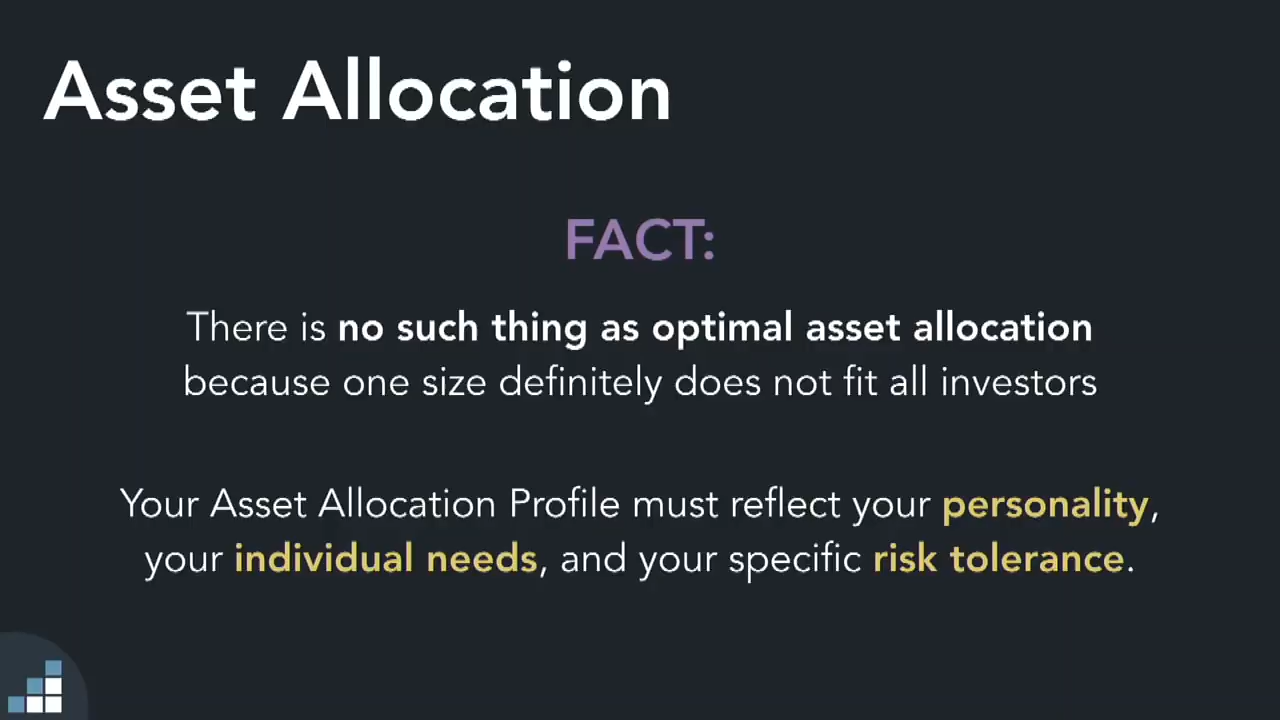 Asset Allocation
FACT:
There is no such thing as optimal asset allocation
because one size definitely does not fit all investors
Your Asset Allocation Profile must reflect your personality,
your individual needs, and your specific risk tolerance.